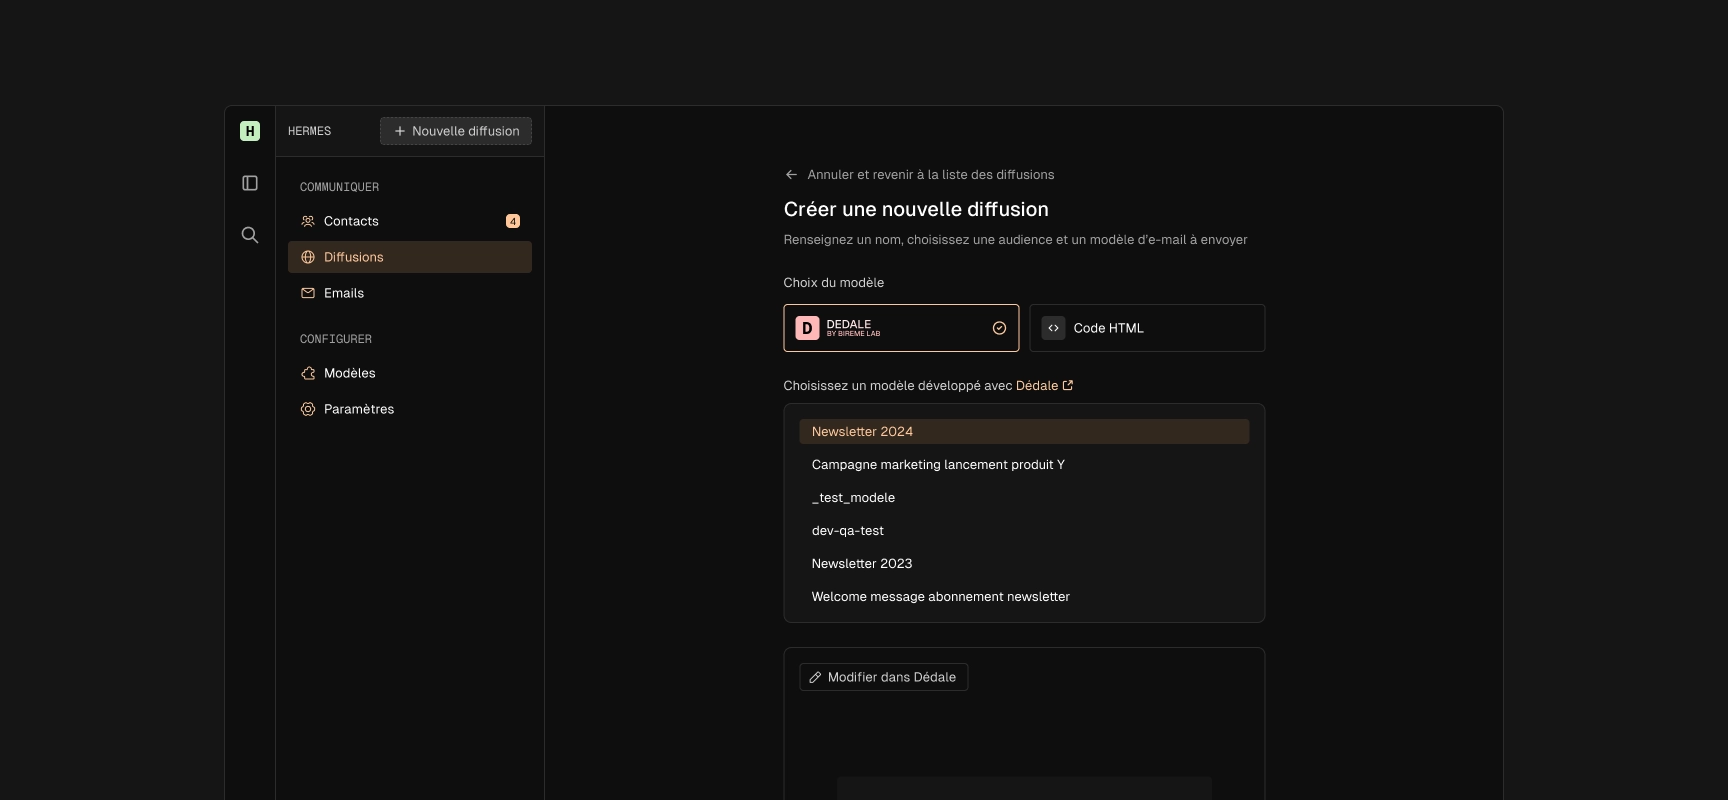 H
HERMES
Nouvelle diffusion
COMMUNIQUER
Contacts
4
Diffusions
Emails
CONFIGURER
Modèles
Paramètres
Annuler et revenir à la liste des diffusions
Créer une nouvelle diffusion
Renseignez un nom, choisissez une audience et un modèle d'e-mail à envoyer
Choix du modèle
D
DEDALE
BY BIREME LAB
Code HTML
Choisissez un modèle développé avec Dédale
Newsletter 2024
Campagne marketing lancement produit Y
_test_modele
dev-qa-test
Newsletter 2023
Welcome message abonnement newsletter
Modifier dans Dédale